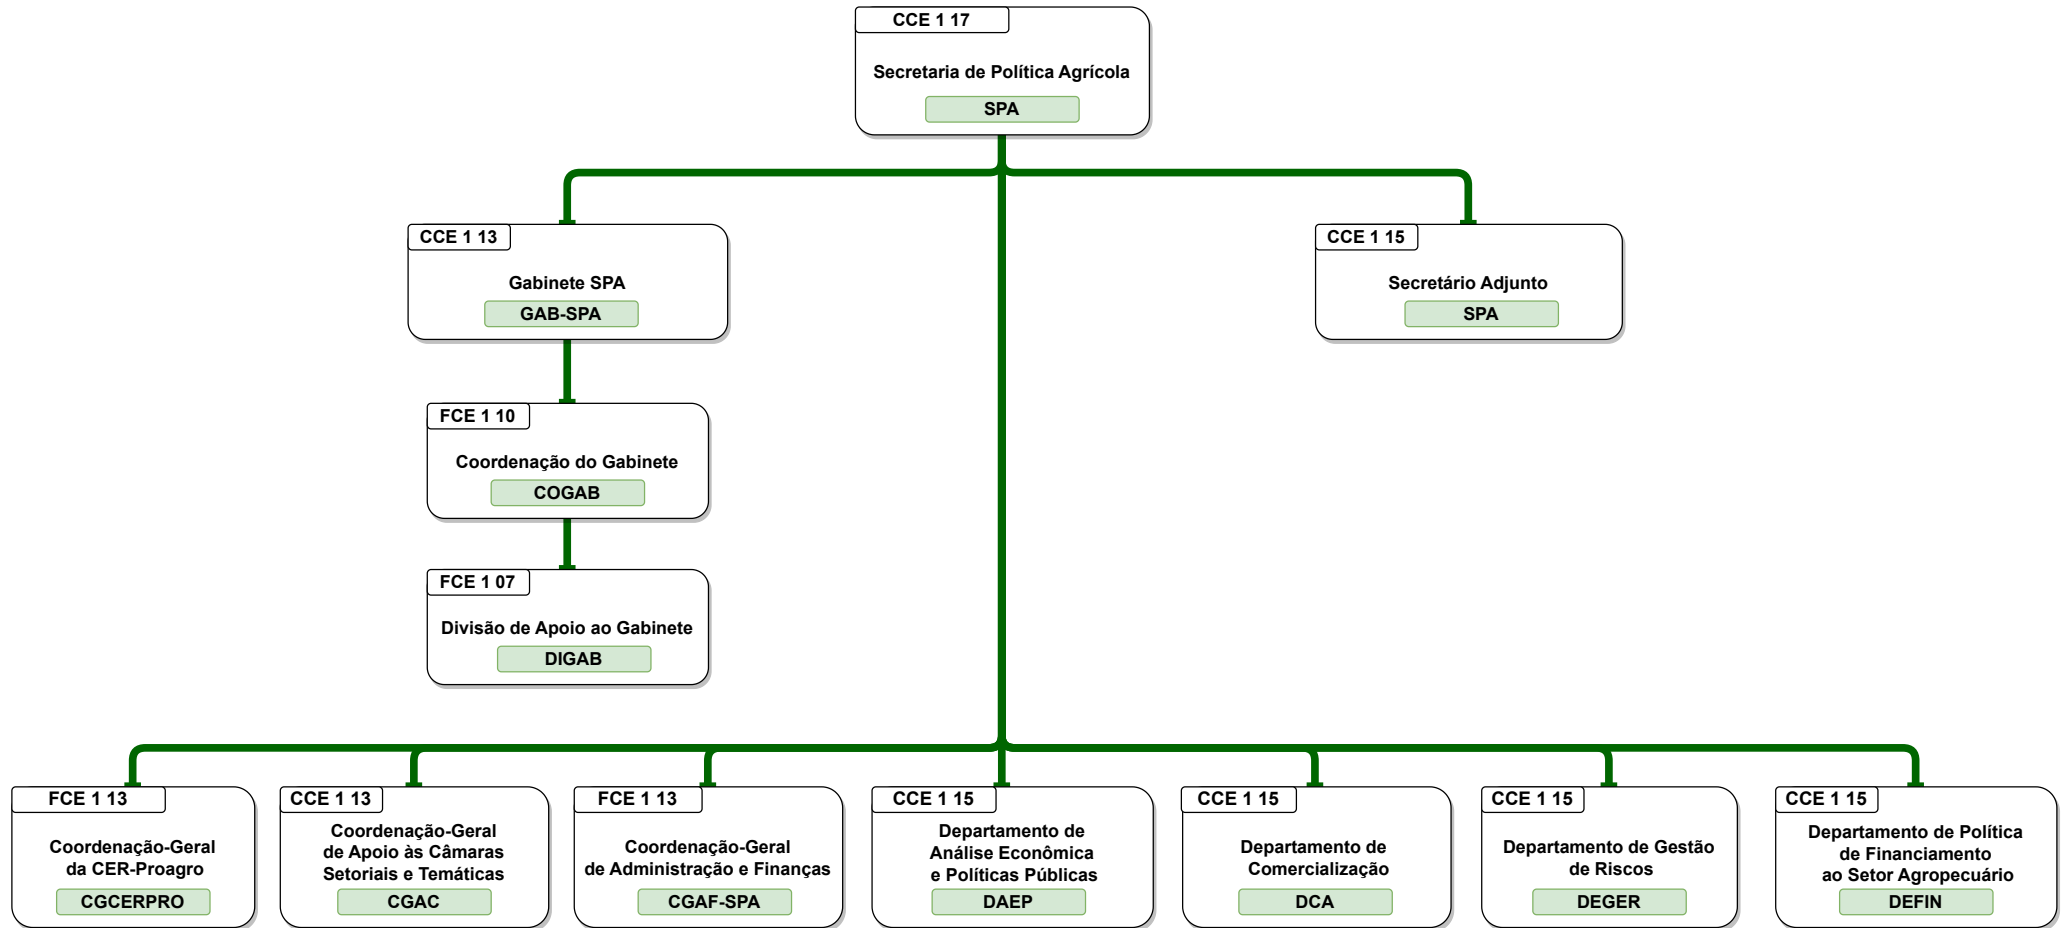 CCE 1 17
Secretaria de Política Agrícola
SPA
CCE 1 13
Gabinete SPA
GAB-SPA
CCE 1 15
Secretário Adjunto
SPA
FCE 1 10
Coordenação do Gabinete
COGAB
FCE 1 07
Divisão de Apoio ao Gabinete
DIGAB
FCE 1 13
Coordenação-Geral
da CER-Proagro
CGCERPRO
CCE 1 13
Coordenação-Geral
de Apoio às Câmaras
Setoriais e Temáticas
CGAC
FCE 1 13
Coordenação-Geral
de Administração e Finanças
CGAF-SPA
CCE 1 15
Departamento de
Análise Econômica
e Políticas Públicas
DAEP
CCE 1 15
Departamento de
Comercialização
DCA
CCE 1 15
Departamento de Gestão
de Riscos
DEGER
CCE 1 15
Departamento de Política
de Financiamento
ao Setor Agropecuário
DEFIN